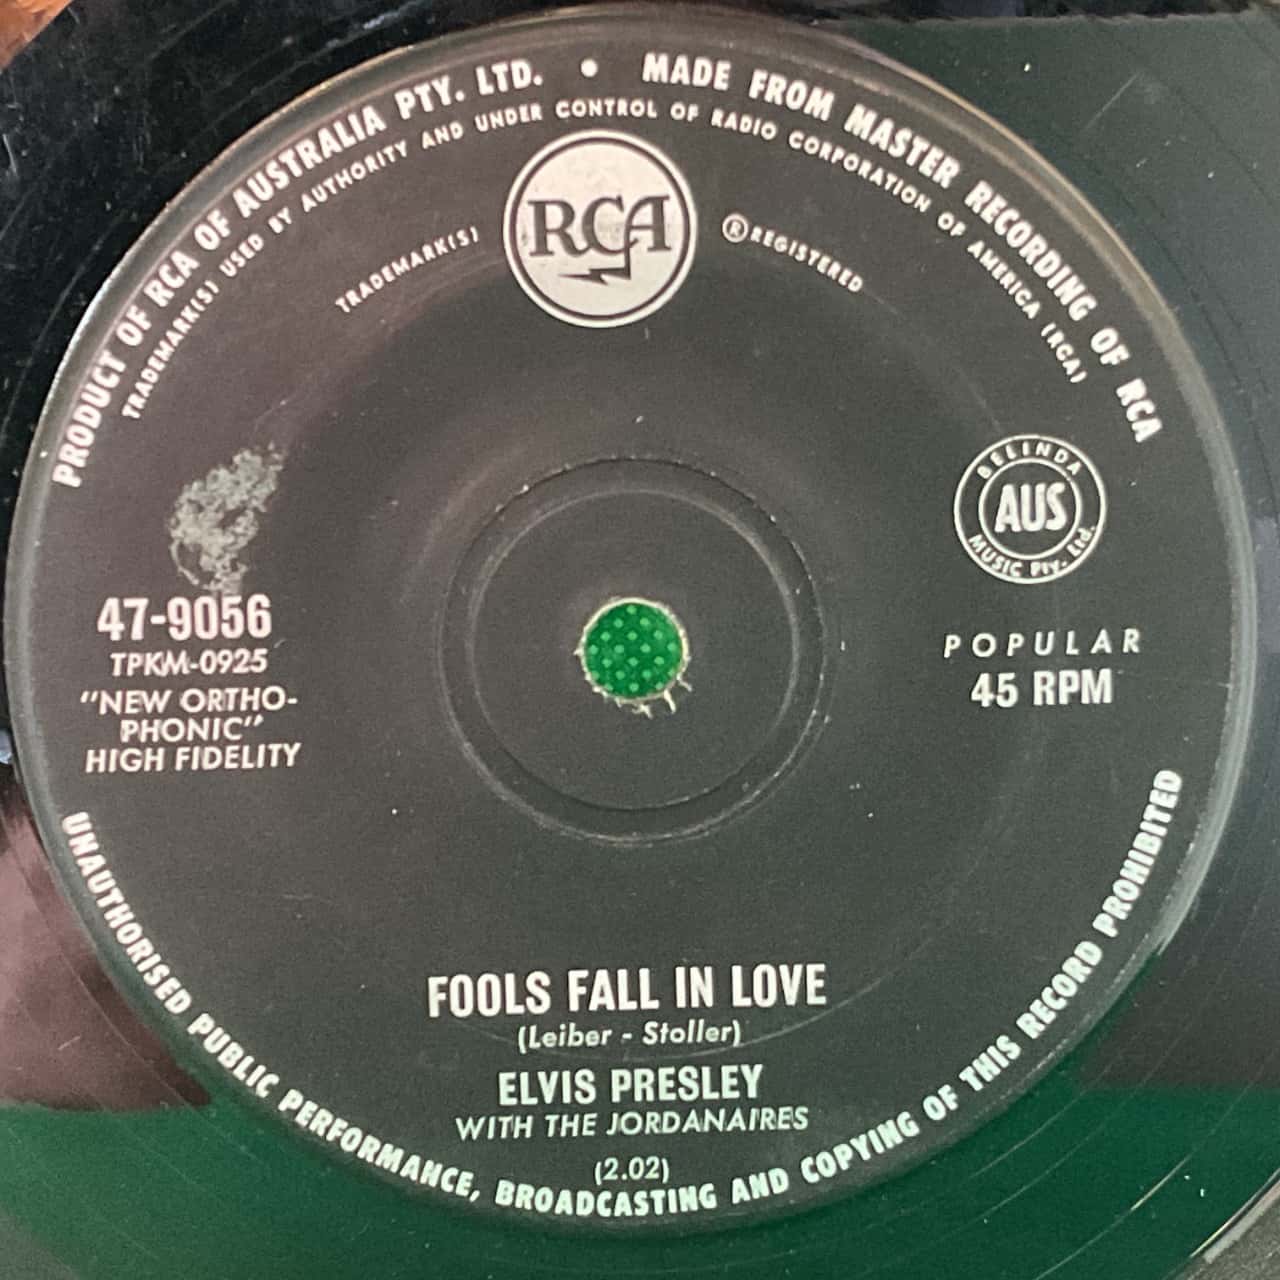 PRODUCT OF RCA OF AUSTRALIA PTY. LTD. • MADE FROM MASTER RECORDING OF RCA
TRADEMARK(S) USED BY AUTHORITY AND UNDER CONTROL OF RADIO CORPORATION OF AMERICA (RCA)
TRADEMARK(S) RCA ® REGISTERED
BELINDA
AUS
MUSIC Pty. Ltd.
47-9056
TPKM-0925
"NEW ORTHO-
PHONIC"
HIGH FIDELITY
POPULAR
45 RPM
FOOLS FALL IN LOVE
(Leiber - Stoller)
ELVIS PRESLEY
WITH THE JORDANAIRES
(2.02)
UNAUTHORISED PUBLIC PERFORMANCE, BROADCASTING AND COPYING OF THIS RECORD PROHIBITED